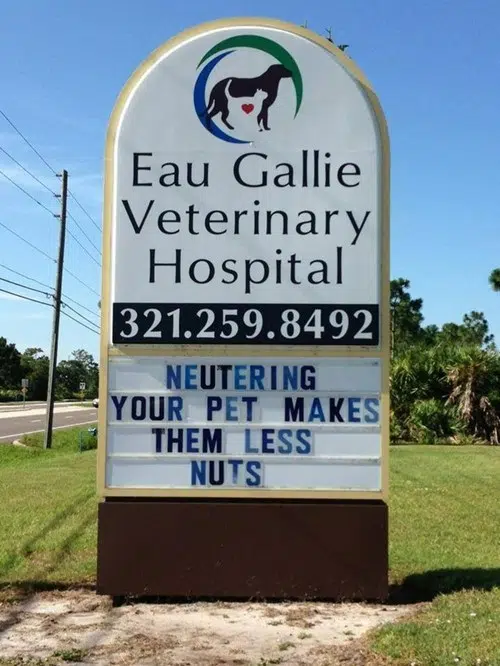 Eau Gallie
Veterinary
Hospital
321.259.8492
NEUTERING
YOUR PET MAKES
THEM LESS
NUTS